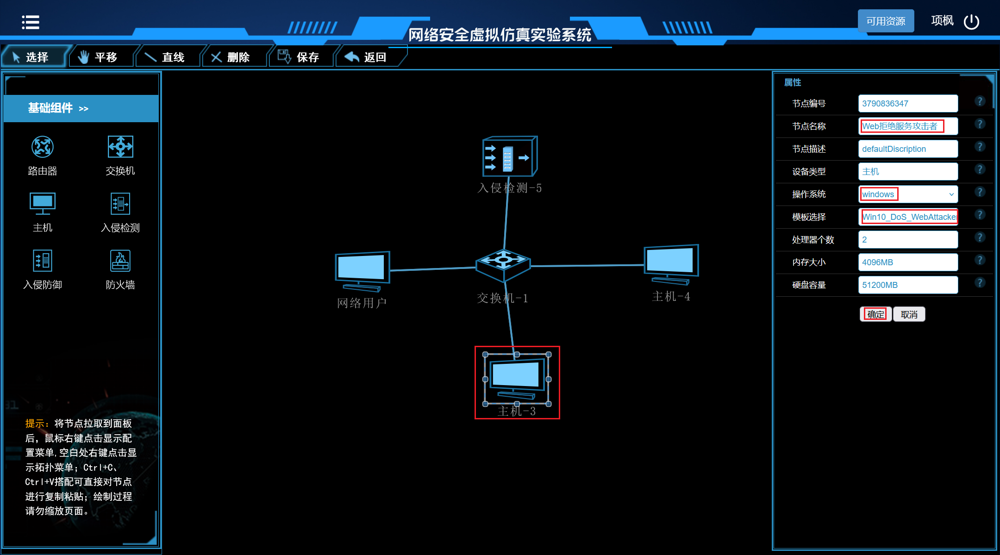 网络安全虚拟仿真实验系统
可用资源
项枫
选择
平移
直线
删除
保存
返回
基础组件 >>
路由器
交换机
主机
入侵检测
入侵防御
防火墙
提示：将节点拉取到面板
后，鼠标右键点击显示配
置菜单,空白处右键点击显
示拓扑菜单；Ctrl+C、
Ctrl+V搭配可直接对节点
进行复制粘贴；绘制过程
请勿缩放页面。
入侵检测-5
网络用户
交换机-1
主机-4
主机-3
属性
节点编号 3790836347 ?
节点名称 Web拒绝服务攻击者 ?
节点描述 defaultDiscription ?
设备类型 主机 ?
操作系统 windows ?
模板选择 Win10_DoS_WebAttacker ?
处理器个数 2 ?
内存大小 4096MB ?
硬盘容量 51200MB ?
确定 取消